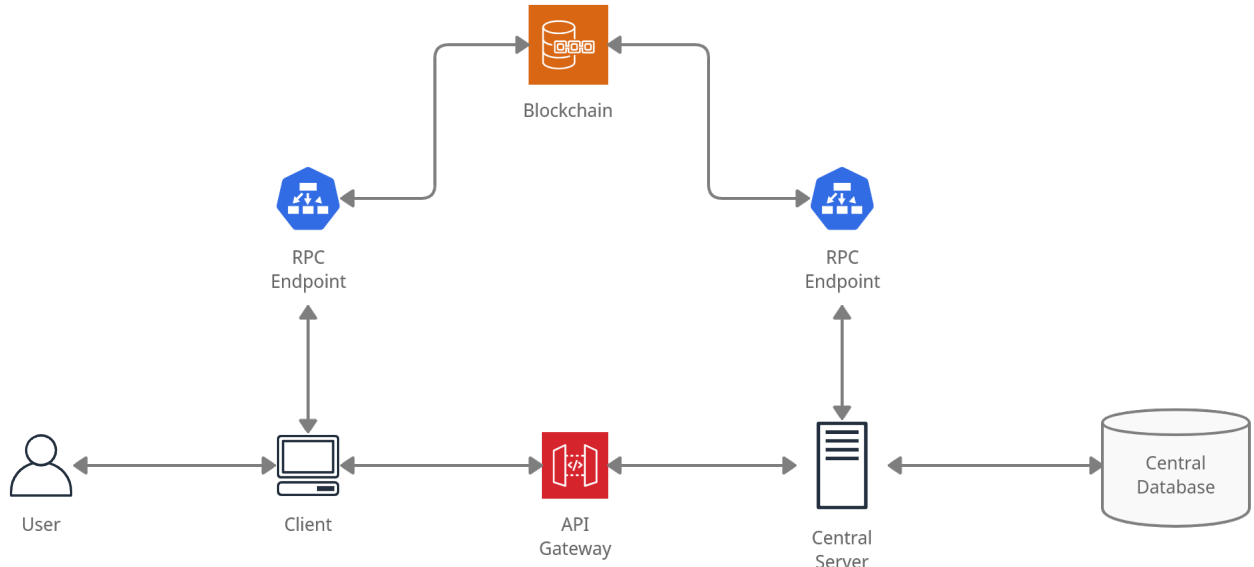 Blockchain
RPC
Endpoint
RPC
Endpoint
User
Client
API
Gateway
Central
Server
Central
Database